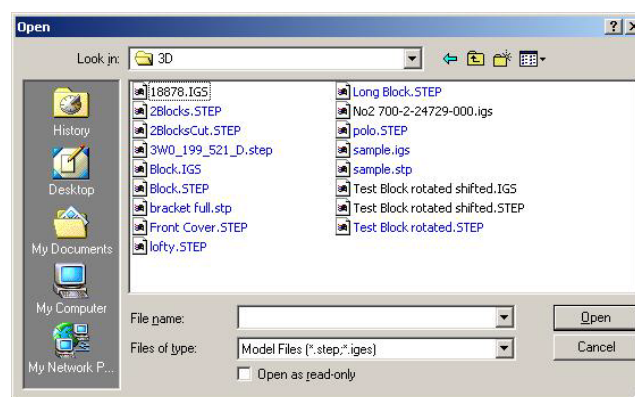 Open
Look in: 3D
History
Desktop
My Documents
My Computer
My Network P...
18878.IGS
2Blocks.STEP
2BlocksCut.STEP
3W0_199_521_D.step
Block.IGS
Block.STEP
bracket full.stp
Front Cover.STEP
lofty.STEP
Long Block.STEP
No2 700-2-24729-000.igs
polo.STEP
sample.igs
sample.stp
Test Block rotated shifted.IGS
Test Block rotated shifted.STEP
Test Block rotated.STEP
File name: Open
Files of type: Model Files (*.step;*.iges) Cancel
Open as read-only